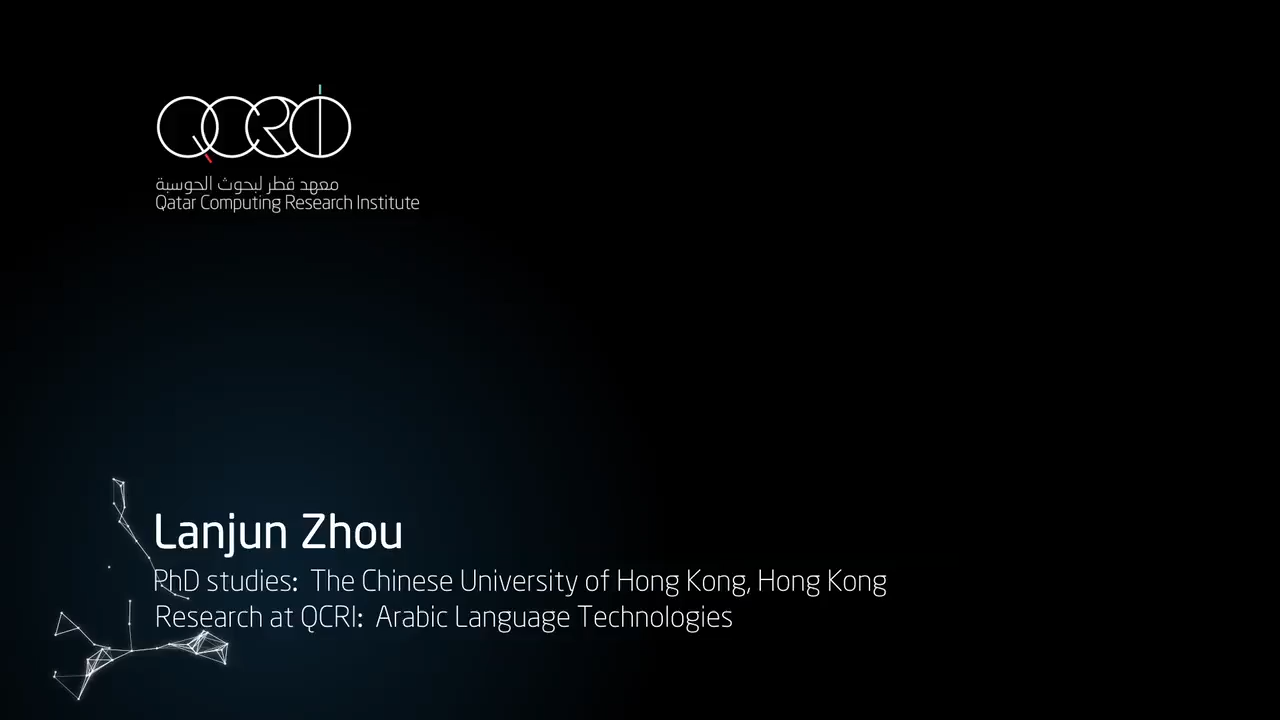 QCRI
معهد قطر لبحوث الحوسبة
Qatar Computing Research Institute
Lanjun Zhou
PhD studies: The Chinese University of Hong Kong, Hong Kong
Research at QCRI: Arabic Language Technologies